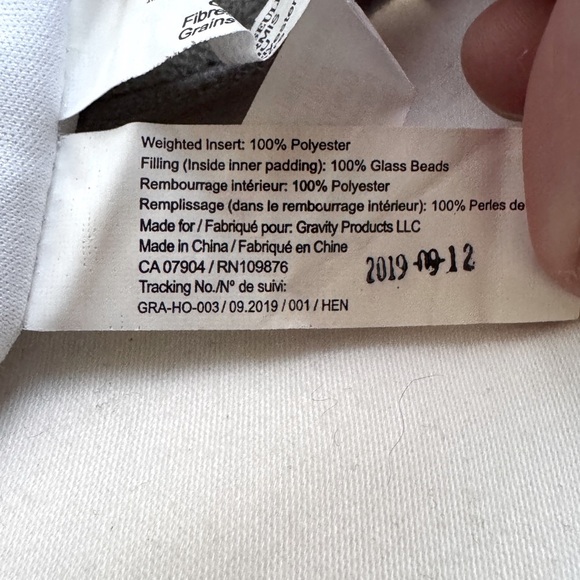 Fibre
Grains
Weighted Insert: 100% Polyester
Filling (Inside inner padding): 100% Glass Beads
Rembourrage intérieur: 100% Polyester
Remplissage (dans le rembourrage intérieur): 100% Perles de
Made for / Fabriqué pour: Gravity Products LLC
Made in China / Fabriqué en Chine
CA 07904 / RN109876
2019-09-12
Tracking No./Nº de suivi:
GRA-HO-003 / 09.2019 / 001 / HEN